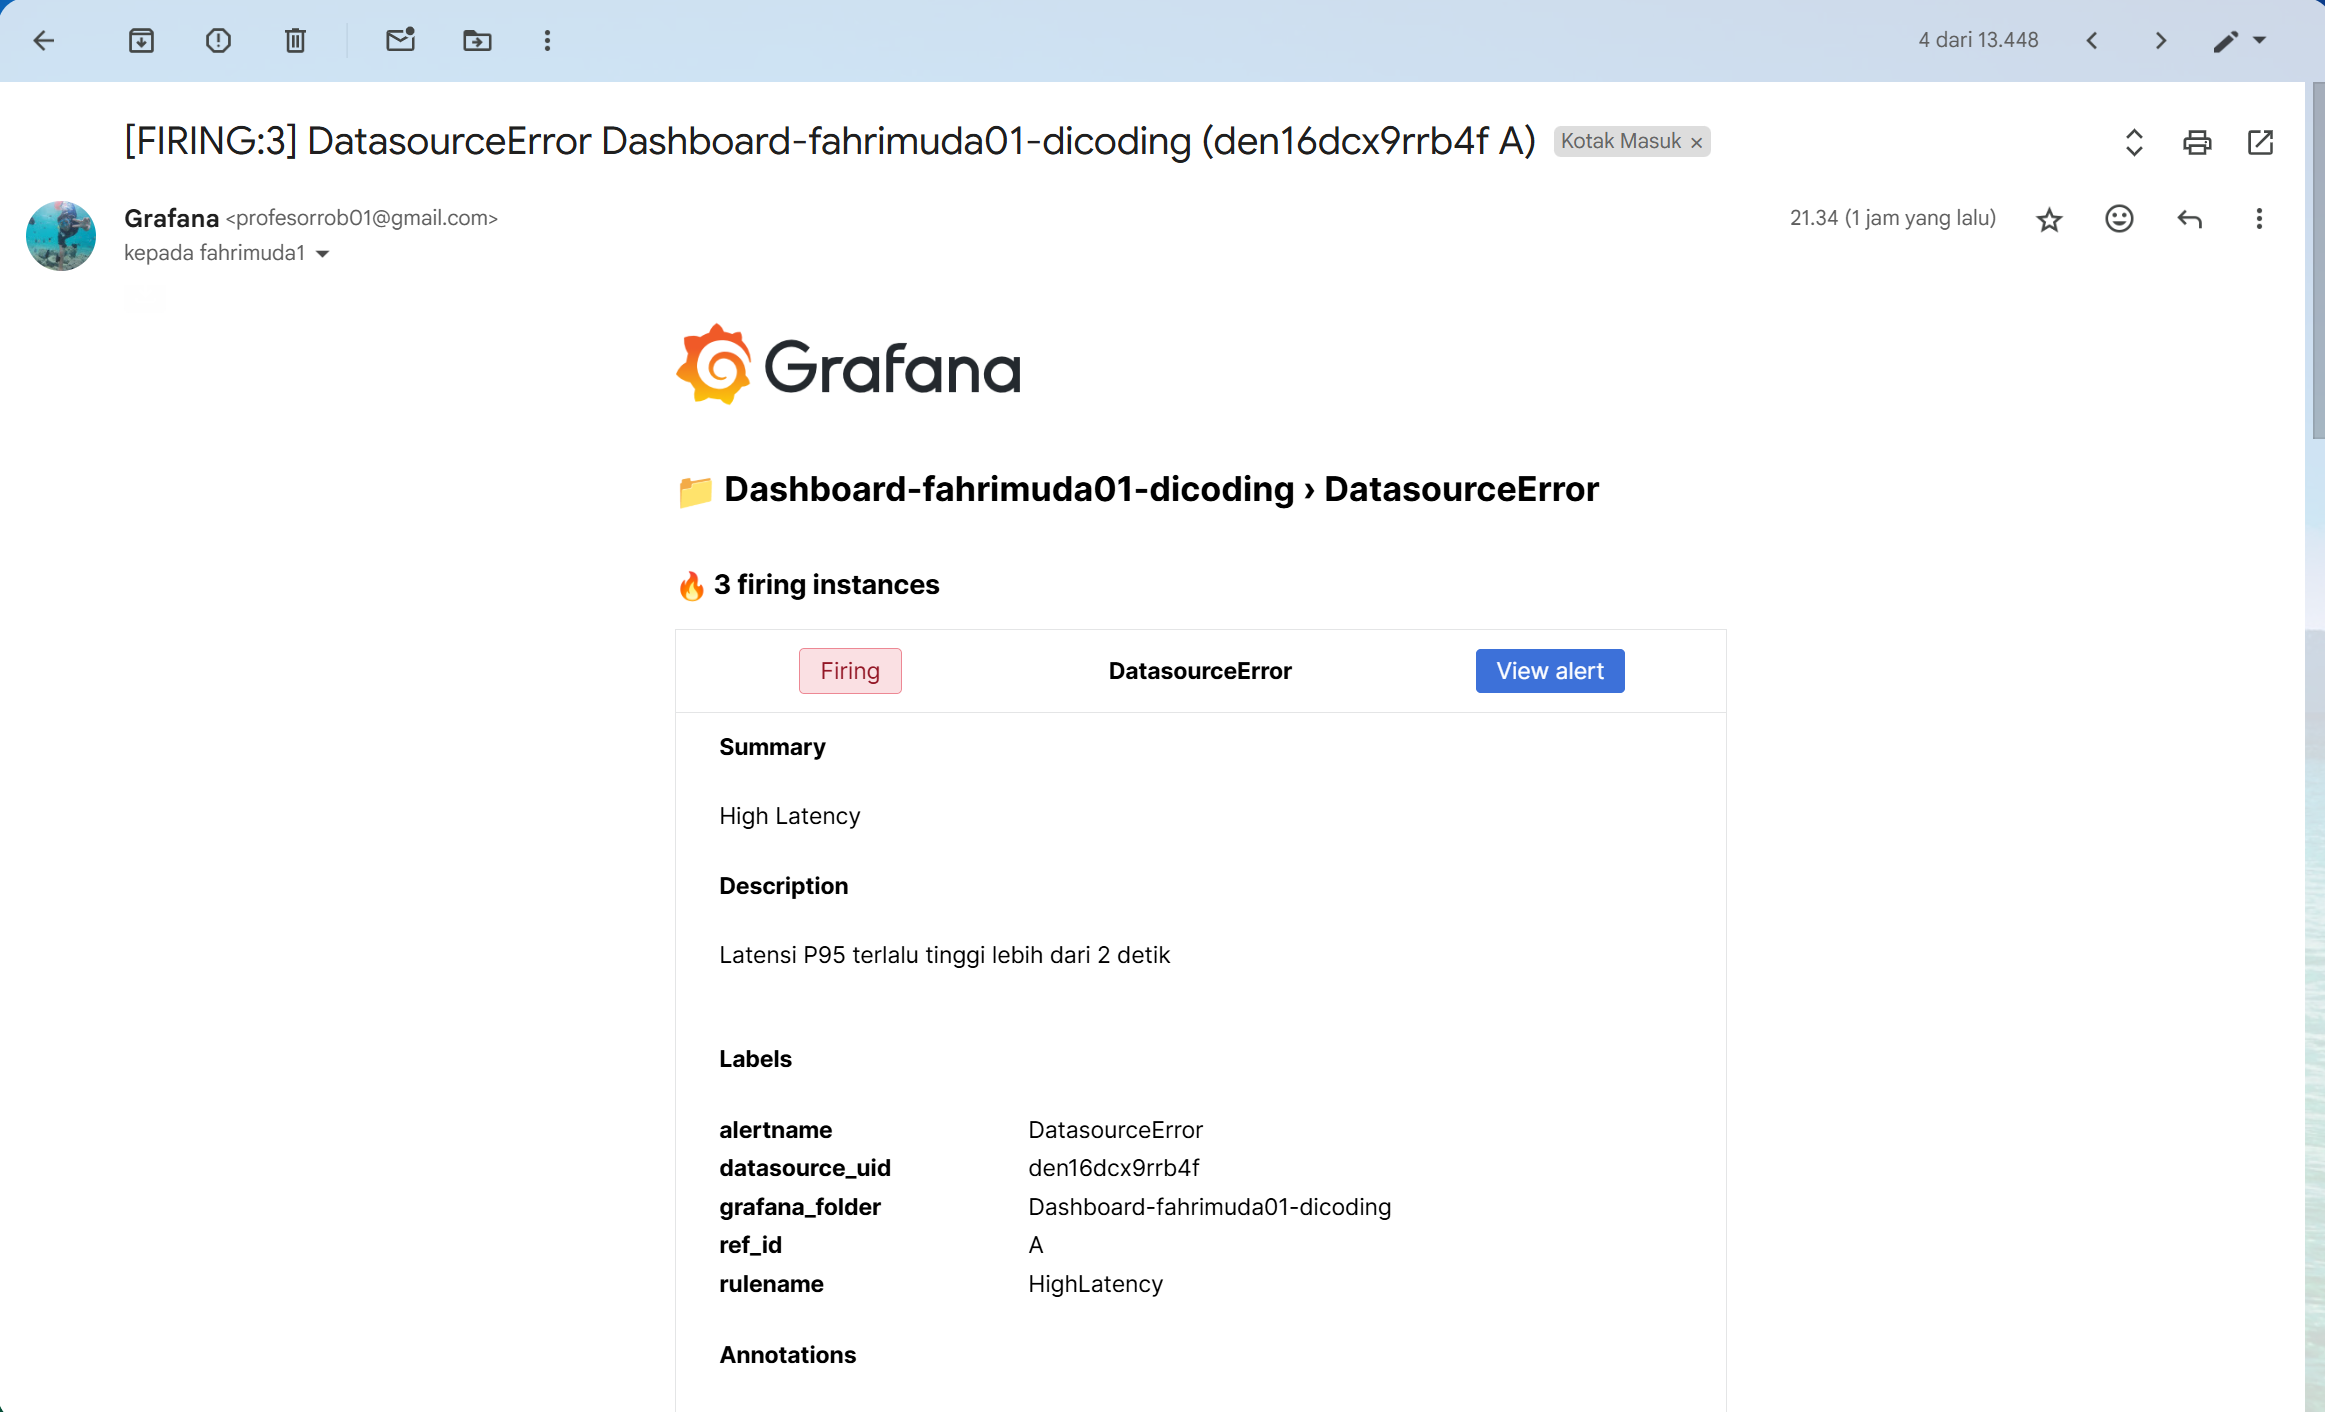 4 dari 13.448
[FIRING:3] DatasourceError Dashboard-fahrimuda01-dicoding (den16dcx9rrb4f A) Kotak Masuk ×
Grafana <profesorrob01@gmail.com> 21.34 (1 jam yang lalu)
kepada fahrimuda1
Grafana
Dashboard-fahrimuda01-dicoding › DatasourceError
3 firing instances
Firing DatasourceError View alert
Summary
High Latency
Description
Latensi P95 terlalu tinggi lebih dari 2 detik
Labels
alertname DatasourceError
datasource_uid den16dcx9rrb4f
grafana_folder Dashboard-fahrimuda01-dicoding
ref_id A
rulename HighLatency
Annotations